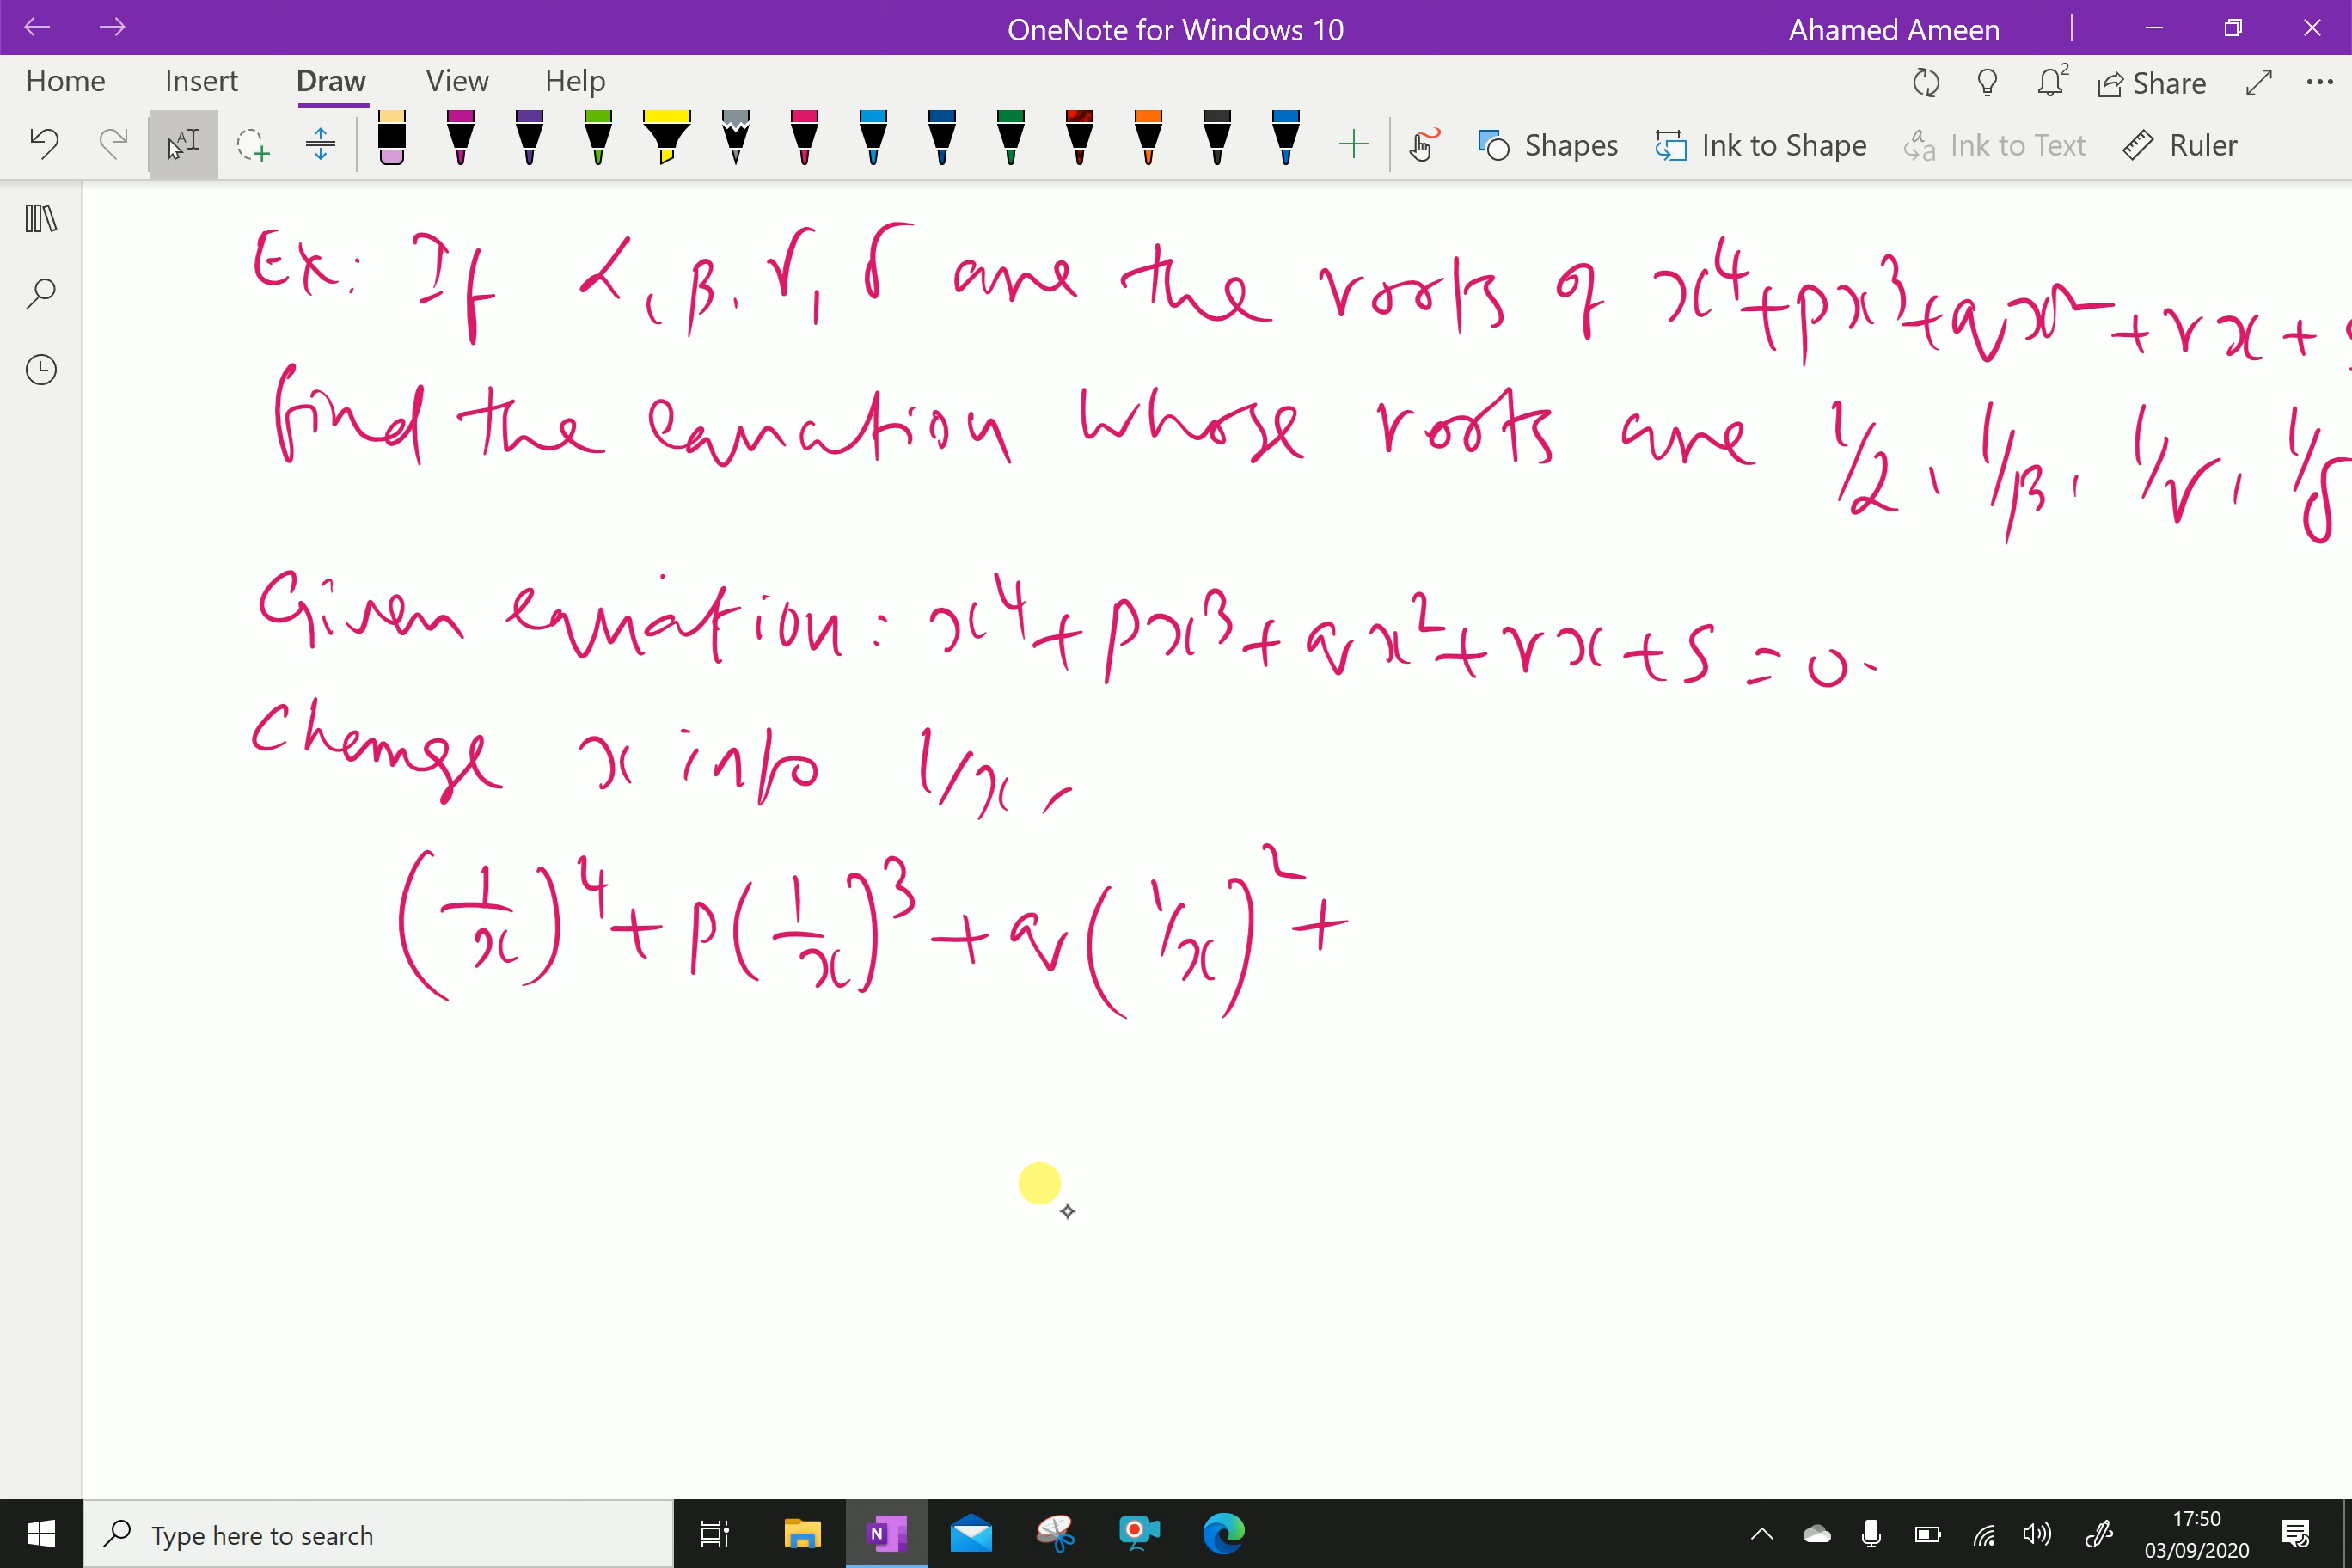 OneNote for Windows 10 Ahamed Ameen
Home Insert Draw View Help 2 Share
Shapes Ink to Shape Ink to Text Ruler
Ex: If α, β, γ, δ are the roots of x⁴+px³+qx²+rx+
find the equation whose roots are 1/α, 1/β, 1/γ, 1/δ
Given equation: x⁴+px³+qx²+rx+s=0.
Change x into 1/x,
(1/x)⁴+p(1/x)³+q(1/x)²+
Type here to search
17:50
03/09/2020